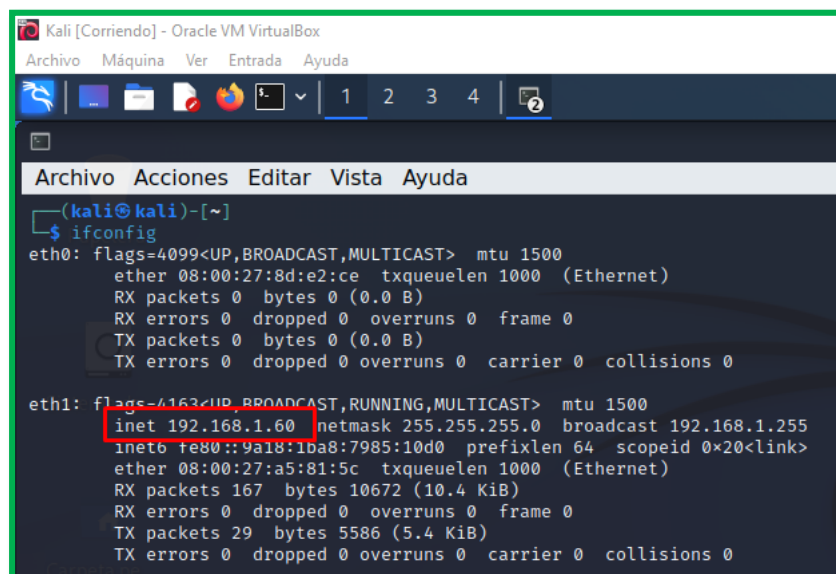 Kali [Corriendo] - Oracle VM VirtualBox
Archivo Máquina Ver Entrada Ayuda
1 2 3 4 2
Archivo Acciones Editar Vista Ayuda
(kali㉿kali)-[~]
$ ifconfig
eth0: flags=4099<UP,BROADCAST,MULTICAST> mtu 1500
ether 08:00:27:8d:e2:ce txqueuelen 1000 (Ethernet)
RX packets 0 bytes 0 (0.0 B)
RX errors 0 dropped 0 overruns 0 frame 0
TX packets 0 bytes 0 (0.0 B)
TX errors 0 dropped 0 overruns 0 carrier 0 collisions 0
eth1: flags=4163<UP,BROADCAST,RUNNING,MULTICAST> mtu 1500
inet 192.168.1.60 netmask 255.255.255.0 broadcast 192.168.1.255
inet6 fe80::9a18:1ba8:7985:10d0 prefixlen 64 scopeid 0×20<link>
ether 08:00:27:a5:81:5c txqueuelen 1000 (Ethernet)
RX packets 167 bytes 10672 (10.4 KiB)
RX errors 0 dropped 0 overruns 0 frame 0
TX packets 29 bytes 5586 (5.4 KiB)
TX errors 0 dropped 0 overruns 0 carrier 0 collisions 0